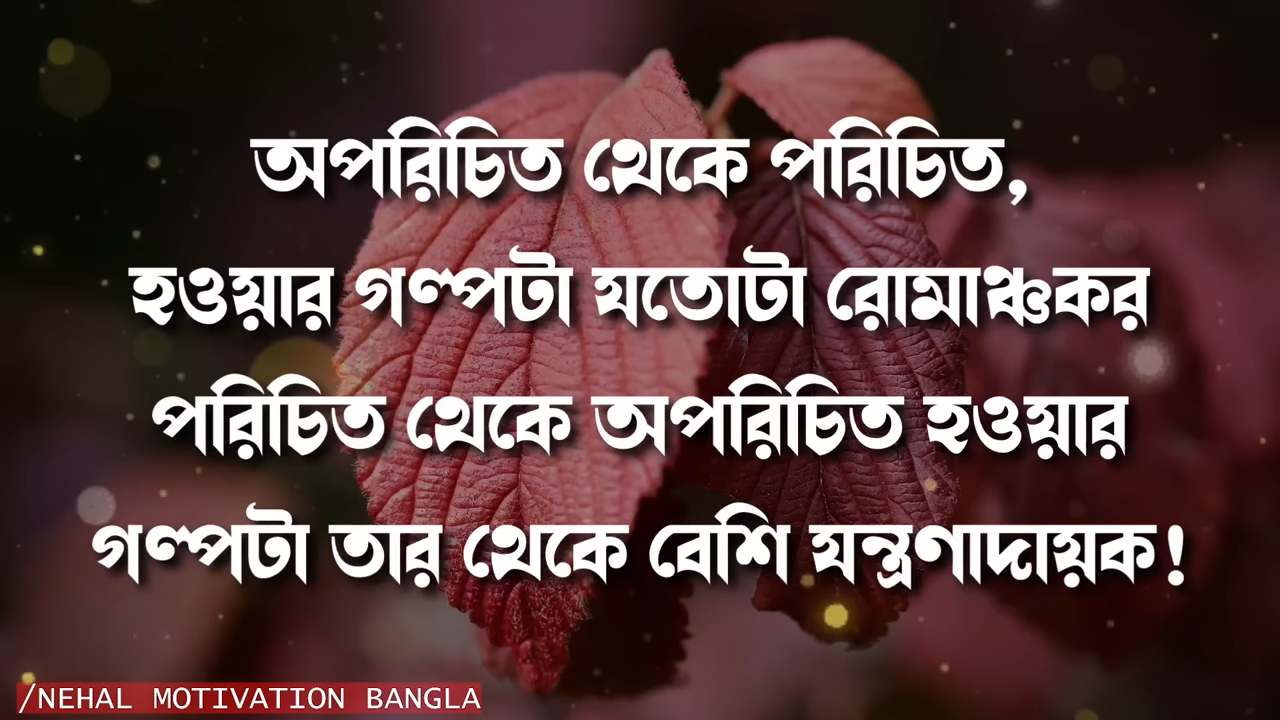 অপরিচিত থেকে পরিচিত,
হওয়ার গল্পটা যতোটা রোমাঞ্চকর
পরিচিত থেকে অপরিচিত হওয়ার
গল্পটা তার থেকে বেশি যন্ত্রণাদায়ক!
/NEHAL MOTIVATION BANGLA